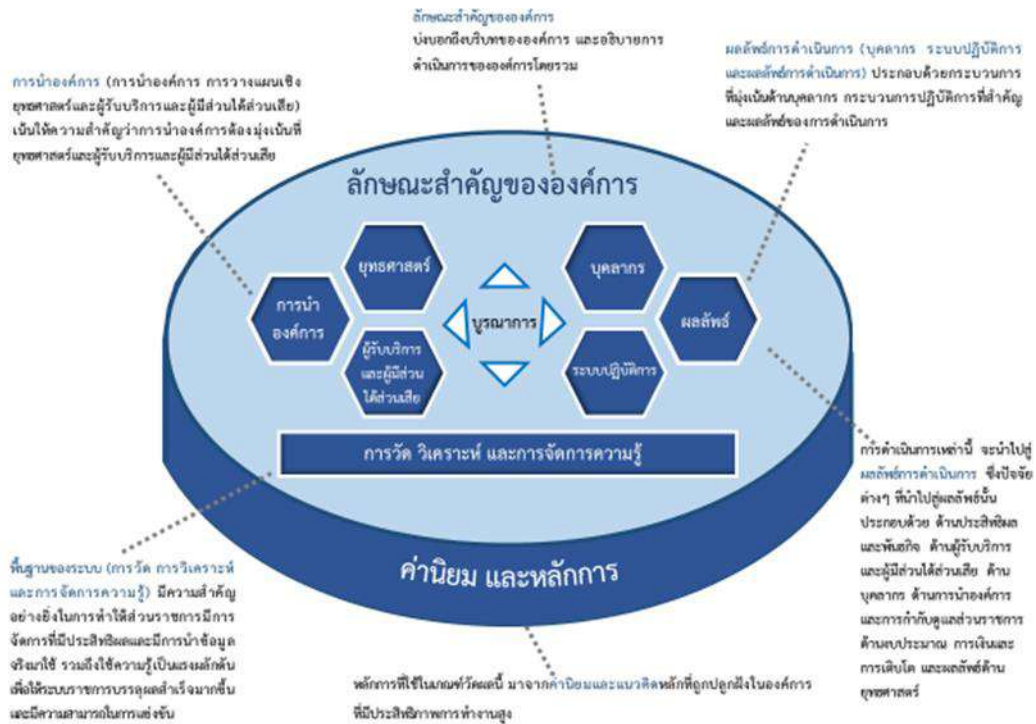 ลักษณะสำคัญขององค์การ
บ่งบอกถึงบริบทขององค์การ และอธิบายการ
ดำเนินการขององค์การโดยรวม
ผลลัพธ์การดำเนินการ (บุคลากร ระบบปฏิบัติการ
และผลลัพธ์การดำเนินการ) ประกอบด้วยกระบวนการ
ที่มุ่งเน้นด้านบุคลากร กระบวนการปฏิบัติการที่สำคัญ
และผลลัพธ์ของการดำเนินการ
การนำองค์การ (การนำองค์การ การวางแผนเชิง
ยุทธศาสตร์และผู้รับบริการและผู้มีส่วนได้ส่วนเสีย)
เน้นให้ความสำคัญว่าการนำองค์การต้องมุ่งเน้นที่
ยุทธศาสตร์และผู้รับบริการและผู้มีส่วนได้ส่วนเสีย
ลักษณะสำคัญขององค์การ
ยุทธศาสตร์
บุคลากร
การนำ
องค์การ
บูรณาการ
ผลลัพธ์
ผู้รับบริการ
และผู้มีส่วน
ได้ส่วนเสีย
ระบบปฏิบัติการ
การวัด วิเคราะห์ และการจัดการความรู้
ค่านิยม และหลักการ
การดำเนินการเหล่านี้ จะนำไปสู่
ผลลัพธ์การดำเนินการ ซึ่งปัจจัย
ต่างๆ ที่นำไปสู่ผลลัพธ์นั้น
ประกอบด้วย ด้านประสิทธิผล
และพันธกิจ ด้านผู้รับบริการ
และผู้มีส่วนได้ส่วนเสีย ด้าน
บุคลากร ด้านการนำองค์การ
และการกำกับดูแลส่วนราชการ
ด้านงบประมาณ การเงินและ
การเติบโต และผลลัพธ์ด้าน
ยุทธศาสตร์
พื้นฐานของระบบ (การวัด การวิเคราะห์
และการจัดการความรู้) มีความสำคัญ
อย่างยิ่งในการทำให้ส่วนราชการมีการ
จัดการที่มีประสิทธิผลและมีการนำข้อมูล
จริงมาใช้ รวมถึงใช้ความรู้เป็นแรงผลักดัน
เพื่อให้ระบบราชการบรรลุผลสำเร็จมากขึ้น
และมีความสามารถในการแข่งขัน
หลักการที่ใช้ในเกณฑ์วัดผลนี้ มาจากค่านิยมและแนวคิดหลักที่ถูกปลูกฝังในองค์การ
ที่มีประสิทธิภาพการทำงานสูง